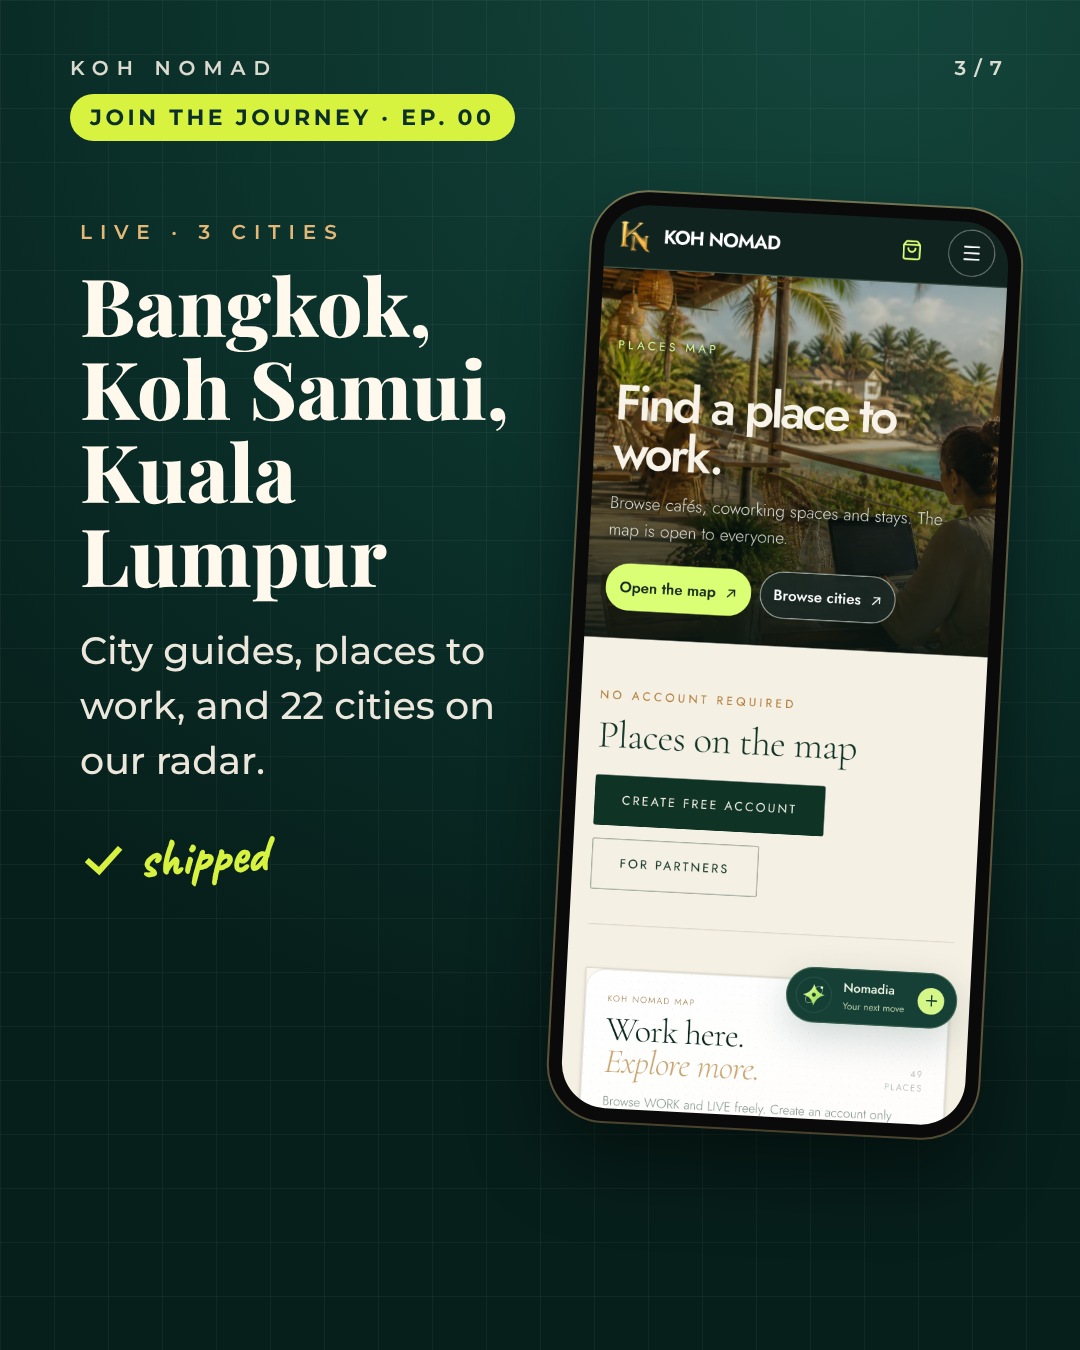 KOH NOMAD
3 / 7
JOIN THE JOURNEY · EP. 00
LIVE · 3 CITIES
Bangkok,
Koh Samui,
Kuala
Lumpur
City guides, places to
work, and 22 cities on
our radar.
✓ shipped
KN KOH NOMAD
PLACES MAP
Find a place to
work.
Browse cafés, coworking spaces and stays. The
map is open to everyone.
Open the map ↗
Browse cities ↗
NO ACCOUNT REQUIRED
Places on the map
CREATE FREE ACCOUNT
FOR PARTNERS
Nomadia
Your next move
KOH NOMAD MAP
Work here.
Explore more.
49
PLACES
Browse WORK and LIVE freely. Create an account only